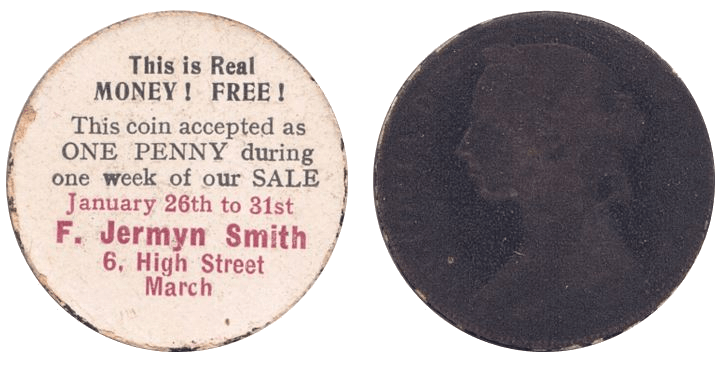 This is Real
MONEY! FREE!
This coin accepted as
ONE PENNY during
one week of our SALE
January 26th to 31st
F. Jermyn Smith
6, High Street
March